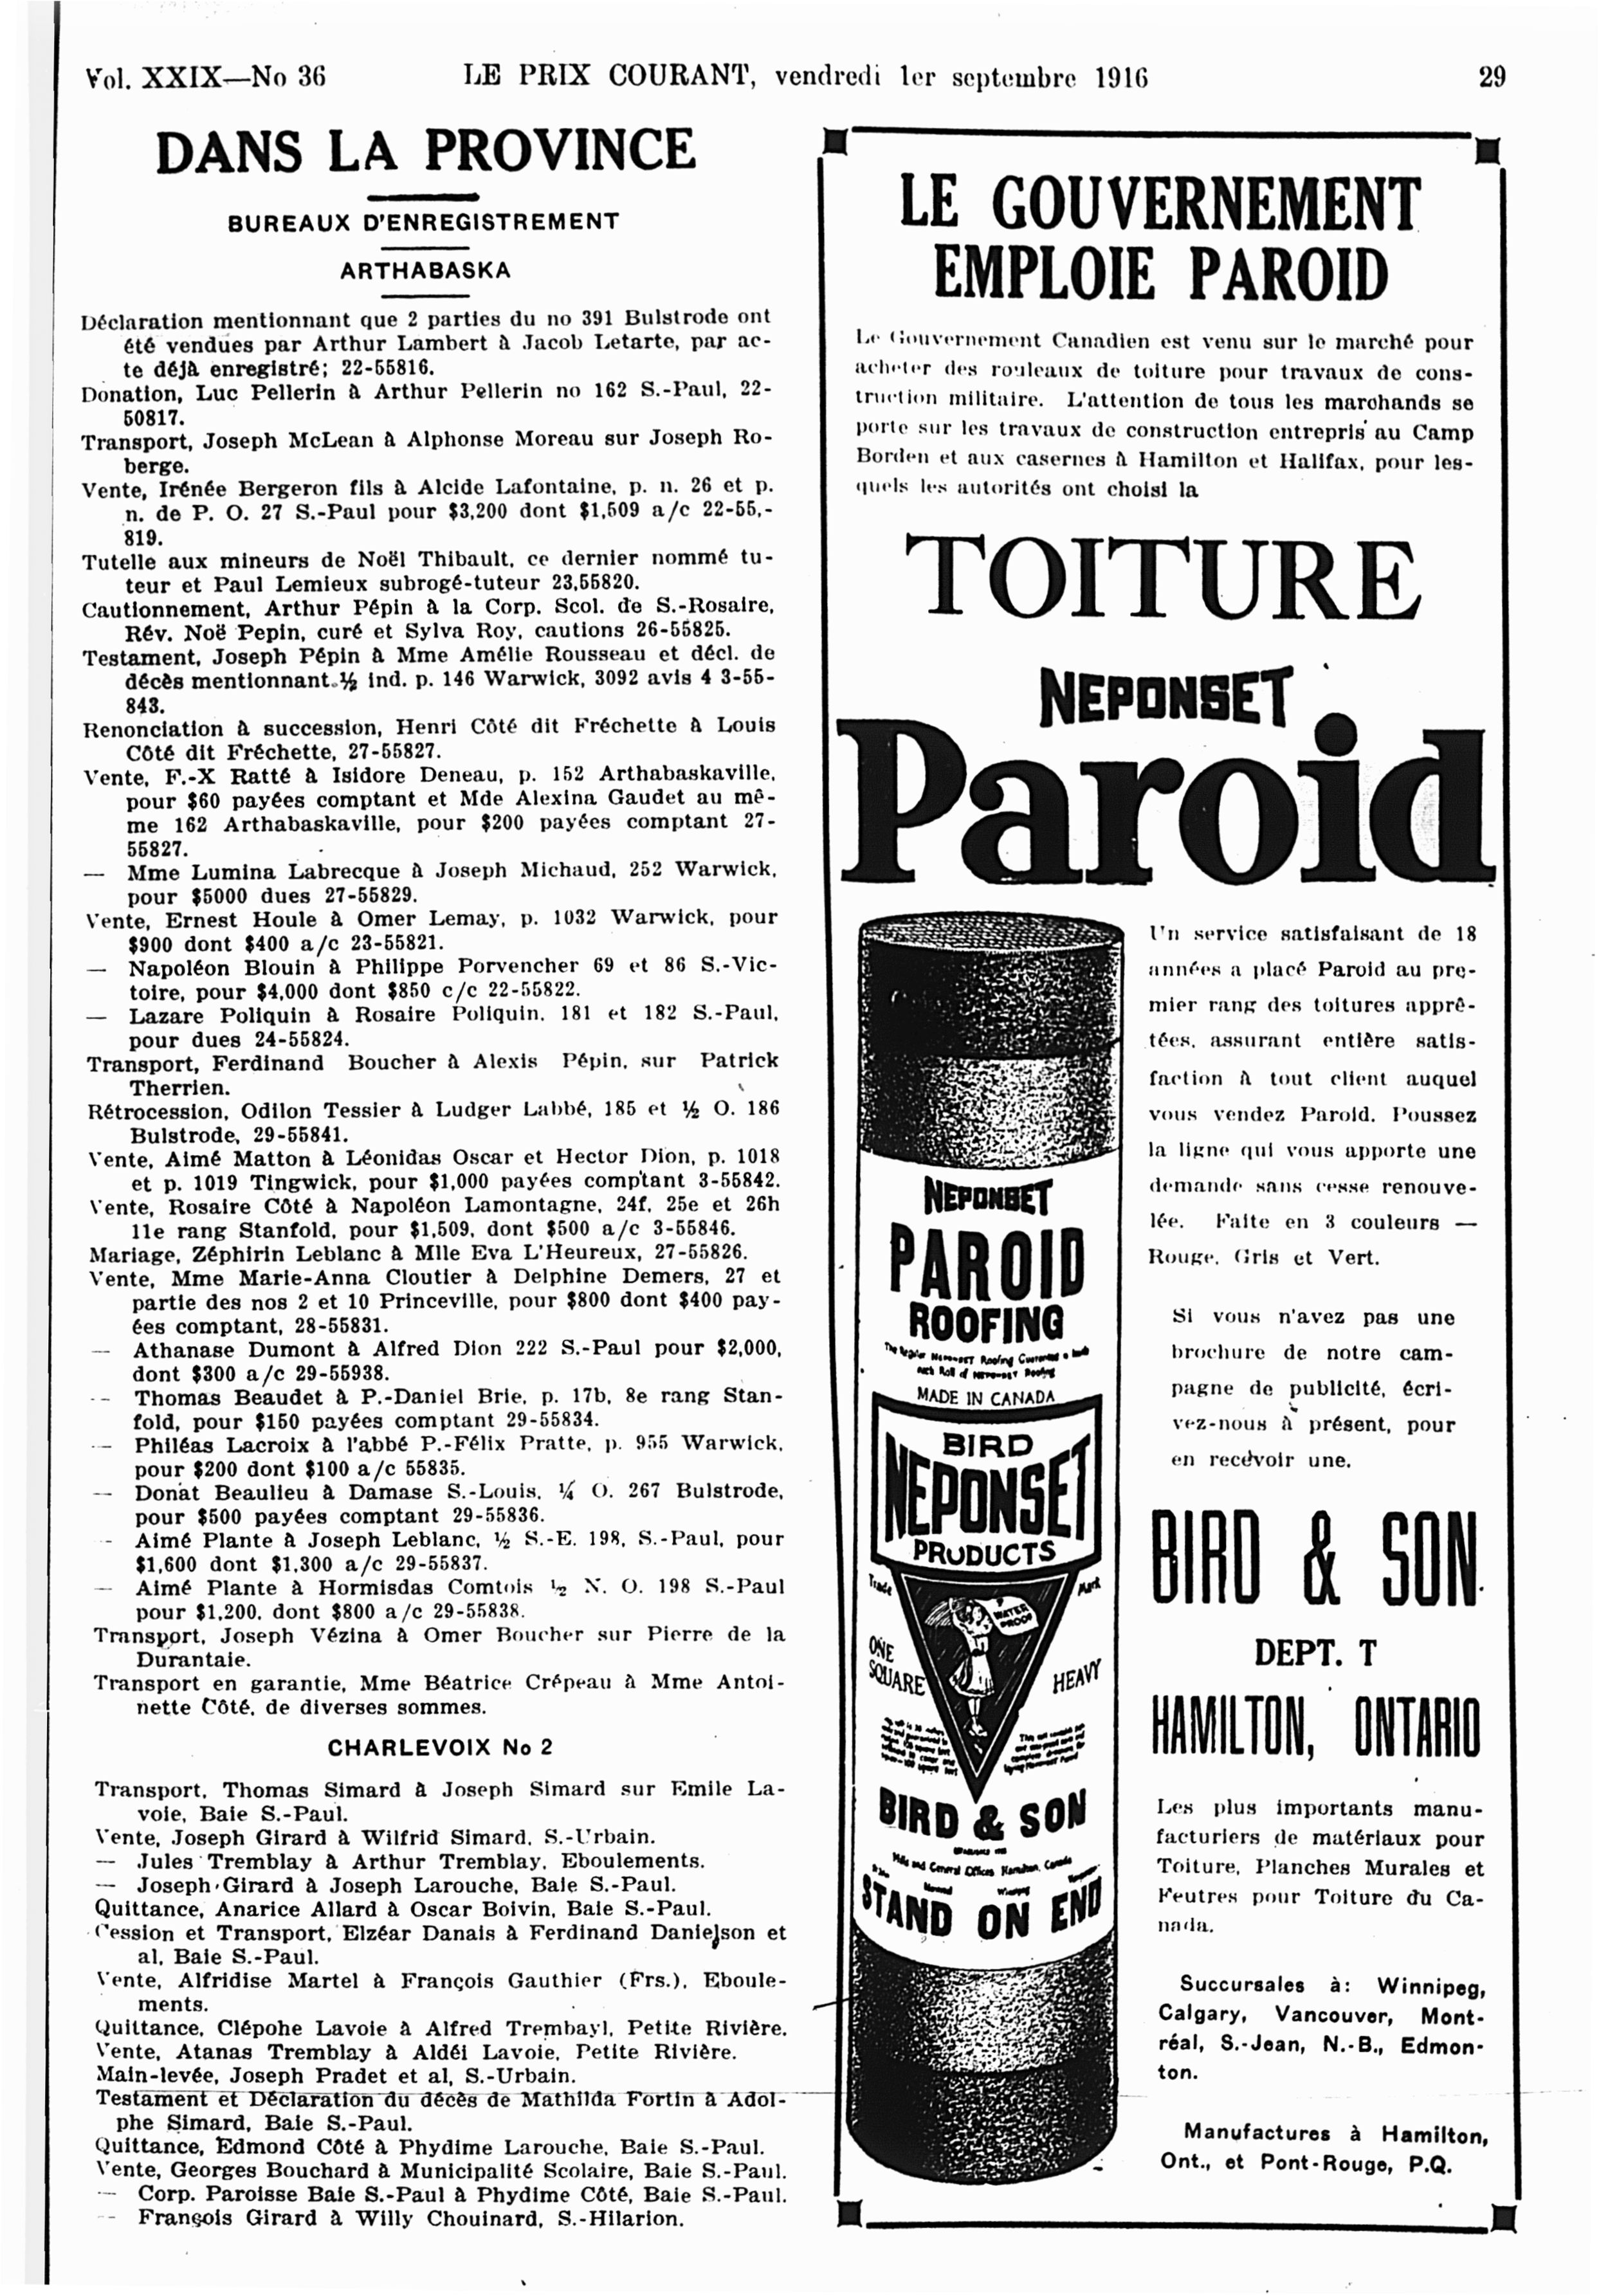 Vol. XXIX—No 36
LE PRIX COURANT, vendredi 1er septembre 1916
29
DANS LA PROVINCE
BUREAUX D'ENREGISTREMENT
ARTHABASKA
Déclaration mentionnant que 2 parties du no 391 Bulstrode ont
été vendues par Arthur Lambert à Jacob Letarte, par ac-
te déjà enregistré; 22-55816.
Donation, Luc Pellerin à Arthur Pellerin no 162 S.-Paul, 22-
50817.
Transport, Joseph McLean à Alphonse Moreau sur Joseph Ro-
berge.
Vente, Irénée Bergeron fils à Alcide Lafontaine, p. n. 26 et p.
n. de P. O. 27 S.-Paul pour $3,200 dont $1,509 a/c 22-55,-
819.
Tutelle aux mineurs de Noël Thibault, ce dernier nommé tu-
teur et Paul Lemieux subrogé-tuteur 23,55820.
Cautionnement, Arthur Pépin à la Corp. Scol. de S.-Rosaire,
Rév. Noë Pepin, curé et Sylva Roy, cautions 26-55825.
Testament, Joseph Pépin à Mme Amélie Rousseau et décl. de
décès mentionnant ½ ind. p. 146 Warwick, 3092 avis 4 3-55-
843.
Renonciation à succession, Henri Côté dit Fréchette à Louis
Côté dit Fréchette, 27-55827.
Vente, F.-X Ratté à Isidore Deneau, p. 152 Arthabaskaville,
pour $60 payées comptant et Mde Alexina Gaudet au mê-
me 162 Arthabaskaville, pour $200 payées comptant 27-
55827.
— Mme Lumina Labrecque à Joseph Michaud, 252 Warwick,
pour $5000 dues 27-55829.
Vente, Ernest Houle à Omer Lemay, p. 1032 Warwick, pour
$900 dont $400 a/c 23-55821.
— Napoléon Blouin à Philippe Porvencher 69 et 86 S.-Vic-
toire, pour $4,000 dont $850 c/c 22-55822.
— Lazare Poliquin à Rosaire Poliquin, 181 et 182 S.-Paul,
pour dues 24-55824.
Transport, Ferdinand Boucher à Alexis Pépin, sur Patrick
Therrien.
Rétrocession, Odilon Tessier à Ludger Labbé, 185 et ½ O. 186
Bulstrode, 29-55841.
Vente, Aimé Matton à Léonidas Oscar et Hector Dion, p. 1018
et p. 1019 Tingwick, pour $1,000 payées comptant 3-55842.
Vente, Rosaire Côté à Napoléon Lamontagne, 24f, 25e et 26h
11e rang Stanfold, pour $1,509, dont $500 a/c 3-55846.
Mariage, Zéphirin Leblanc à Mlle Eva L'Heureux, 27-55826.
Vente, Mme Marie-Anna Cloutier à Delphine Demers, 27 et
partie des nos 2 et 10 Princeville, pour $800 dont $400 pay-
ées comptant, 28-55831.
— Athanase Dumont à Alfred Dion 222 S.-Paul pour $2,000,
dont $300 a/c 29-55938.
— Thomas Beaudet à P.-Daniel Brie, p. 17b, 8e rang Stan-
fold, pour $150 payées comptant 29-55834.
— Philéas Lacroix à l'abbé P.-Félix Pratte, p. 955 Warwick,
pour $200 dont $100 a/c 55835.
— Donat Beaulieu à Damase S.-Louis, ¼ O. 267 Bulstrode,
pour $500 payées comptant 29-55836.
— Aimé Plante à Joseph Leblanc, ½ S.-E. 198, S.-Paul, pour
$1,600 dont $1,300 a/c 29-55837.
— Aimé Plante à Hormisdas Comtois ½ N. O. 198 S.-Paul
pour $1,200, dont $800 a/c 29-55838.
Transport, Joseph Vézina à Omer Boucher sur Pierre de la
Durantaie.
Transport en garantie, Mme Béatrice Crépeau à Mme Antoi-
nette Côté, de diverses sommes.
CHARLEVOIX No 2
Transport, Thomas Simard à Joseph Simard sur Emile La-
voie, Baie S.-Paul.
Vente, Joseph Girard à Wilfrid Simard, S.-Urbain.
— Jules Tremblay à Arthur Tremblay, Eboulements.
— Joseph Girard à Joseph Larouche, Baie S.-Paul.
Quittance, Anarice Allard à Oscar Boivin, Baie S.-Paul.
Cession et Transport, Elzéar Danais à Ferdinand Danielson et
al, Baie S.-Paul.
Vente, Alfridise Martel à François Gauthier (Frs.), Eboule-
ments.
Quittance, Clépohe Lavoie à Alfred Trembayl, Petite Rivière.
Vente, Atanas Tremblay à Aldéi Lavoie, Petite Rivière.
Main-levée, Joseph Pradet et al, S.-Urbain.
Testament et Déclaration du décès de Mathilda Fortin à Adol-
phe Simard, Baie S.-Paul.
Quittance, Edmond Côté à Phydime Larouche, Baie S.-Paul.
Vente, Georges Bouchard à Municipalité Scolaire, Baie S.-Paul.
— Corp. Paroisse Baie S.-Paul à Phydime Côté, Baie S.-Paul.
— François Girard à Willy Chouinard, S.-Hilarion.
LE GOUVERNEMENT
EMPLOIE PAROID
Le Gouvernement Canadien est venu sur le marché pour
acheter des rouleaux de toiture pour travaux de cons-
truction militaire. L'attention de tous les marchands se
porte sur les travaux de construction entrepris au Camp
Borden et aux casernes à Hamilton et Halifax, pour les-
quels les autorités ont choisi la
TOITURE
NEPONSET
Paroid
NEPONSET
PAROID
ROOFING
The Regular NEPONSET Roofing Guarantee is inside
each Roll of NEPONSET Roofing
MADE IN CANADA
BIRD
NEPONSET
PRODUCTS
Trade Mark
WATER
PROOF
ONE
SQUARE
HEAVY
BIRD & SON
Mills and General Offices Hamilton, Canada
STAND ON END
Un service satisfaisant de 18
années a placé Paroid au pre-
mier rang des toitures apprê-
tées, assurant entière satis-
faction à tout client auquel
vous vendez Paroid. Poussez
la ligne qui vous apporte une
demande sans cesse renouve-
lée. Faite en 3 couleurs —
Rouge, Gris et Vert.
Si vous n'avez pas une
brochure de notre cam-
pagne de publicité, écri-
vez-nous à présent, pour
en recevoir une.
BIRD & SON
DEPT. T
HAMILTON, ONTARIO
Les plus importants manu-
facturiers de matériaux pour
Toiture, Planches Murales et
Feutres pour Toiture du Ca-
nada.
Succursales à: Winnipeg,
Calgary, Vancouver, Mont-
réal, S.-Jean, N.-B., Edmon-
ton.
Manufactures à Hamilton,
Ont., et Pont-Rouge, P.Q.